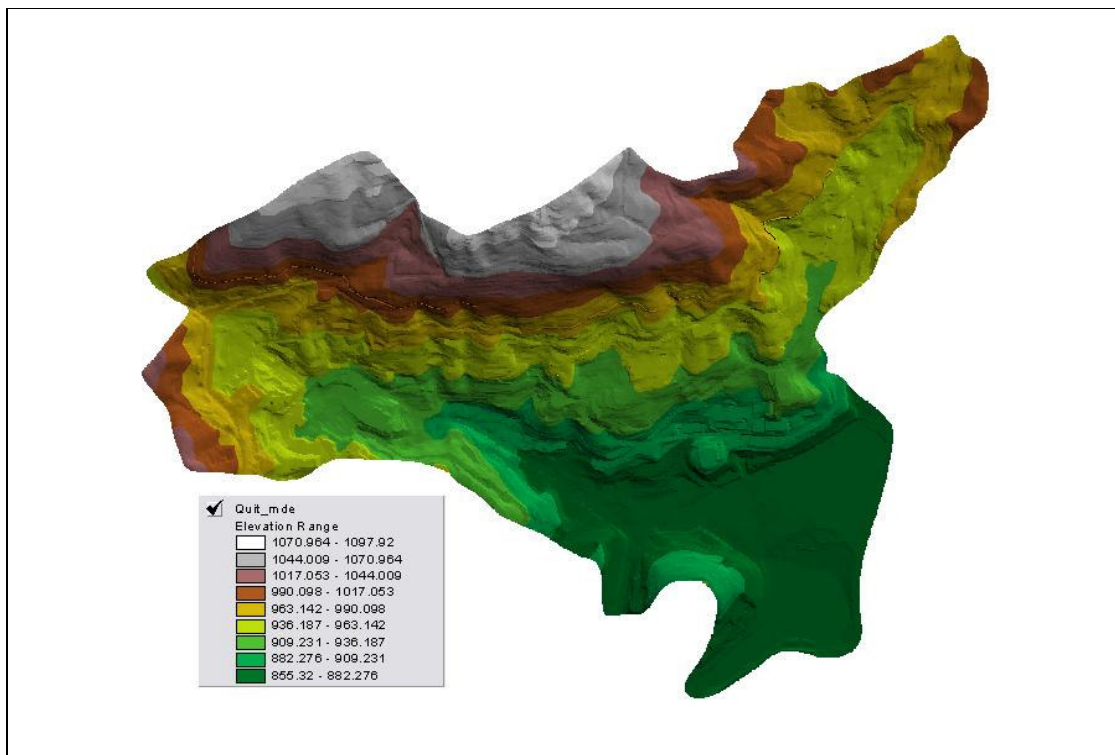 Quit_mde
Elevation Range
1070.964 - 1097.92
1044.009 - 1070.964
1017.053 - 1044.009
990.098 - 1017.053
963.142 - 990.098
936.187 - 963.142
909.231 - 936.187
882.276 - 909.231
855.32 - 882.276